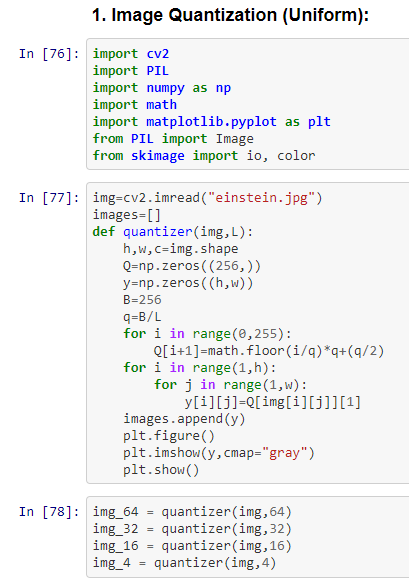 1. Image Quantization (Uniform):
In [76]: import cv2
import PIL
import numpy as np
import math
import matplotlib.pyplot as plt
from PIL import Image
from skimage import io, color
In [77]: img=cv2.imread("einstein.jpg")
images=[]
def quantizer(img,L):
    h,w,c=img.shape
    Q=np.zeros((256,))
    y=np.zeros((h,w))
    B=256
    q=B/L
    for i in range(0,255):
        Q[i+1]=math.floor(i/q)*q+(q/2)
    for i in range(1,h):
        for j in range(1,w):
            y[i][j]=Q[img[i][j]][1]
    images.append(y)
    plt.figure()
    plt.imshow(y,cmap="gray")
    plt.show()
In [78]: img_64 = quantizer(img,64)
img_32 = quantizer(img,32)
img_16 = quantizer(img,16)
img_4 = quantizer(img,4)